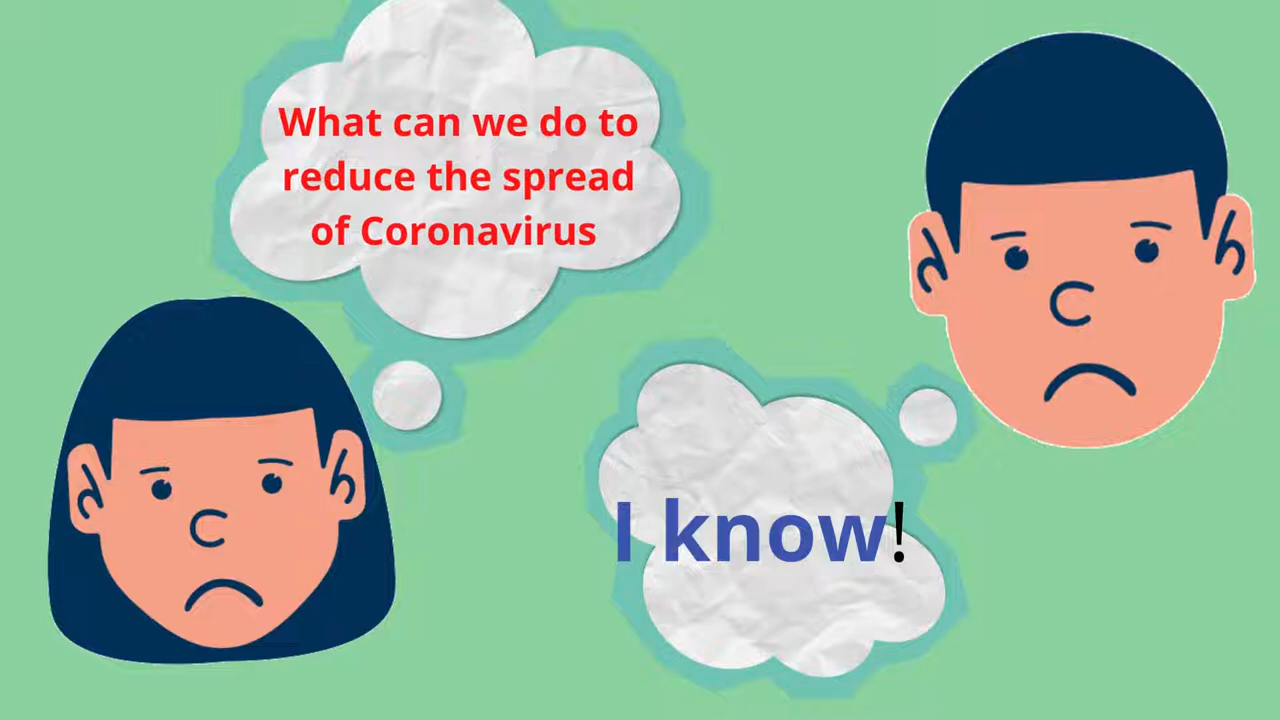 What can we do to
reduce the spread
of Coronavirus
I know!